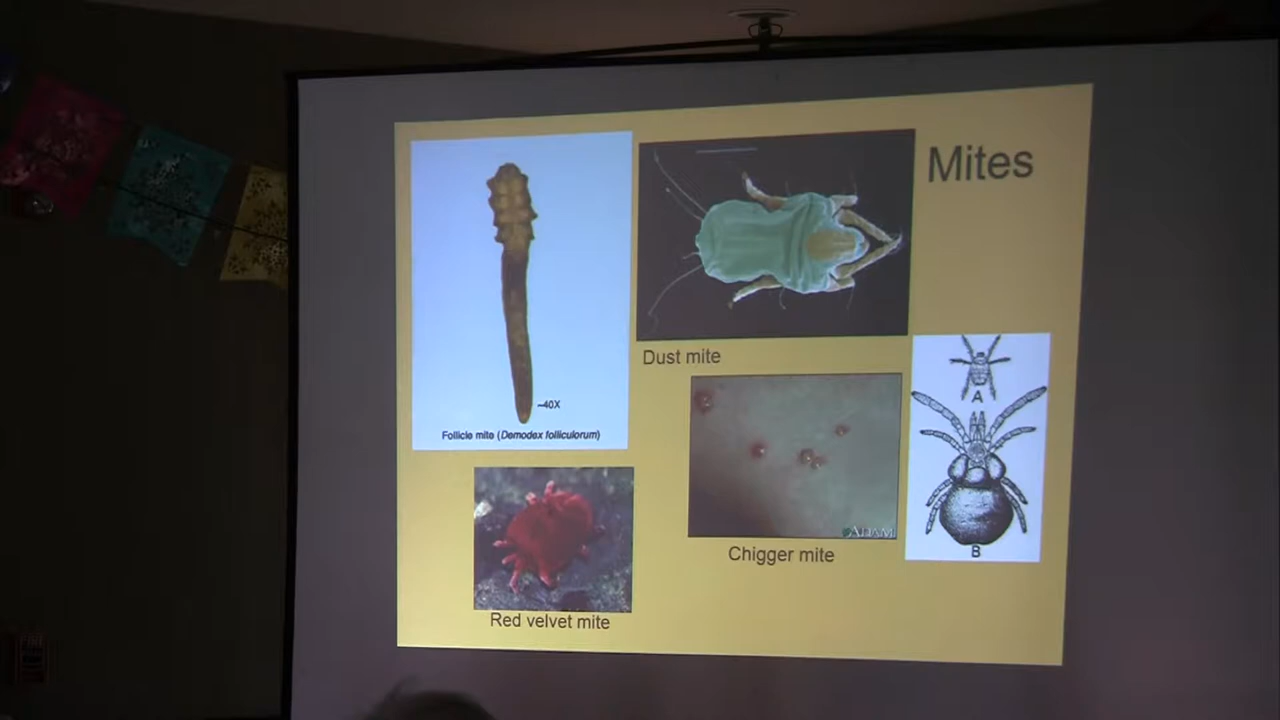 Mites
–40X
Follicle mite (Demodex folliculorum)
Dust mite
A
B
ADAM
Chigger mite
Red velvet mite